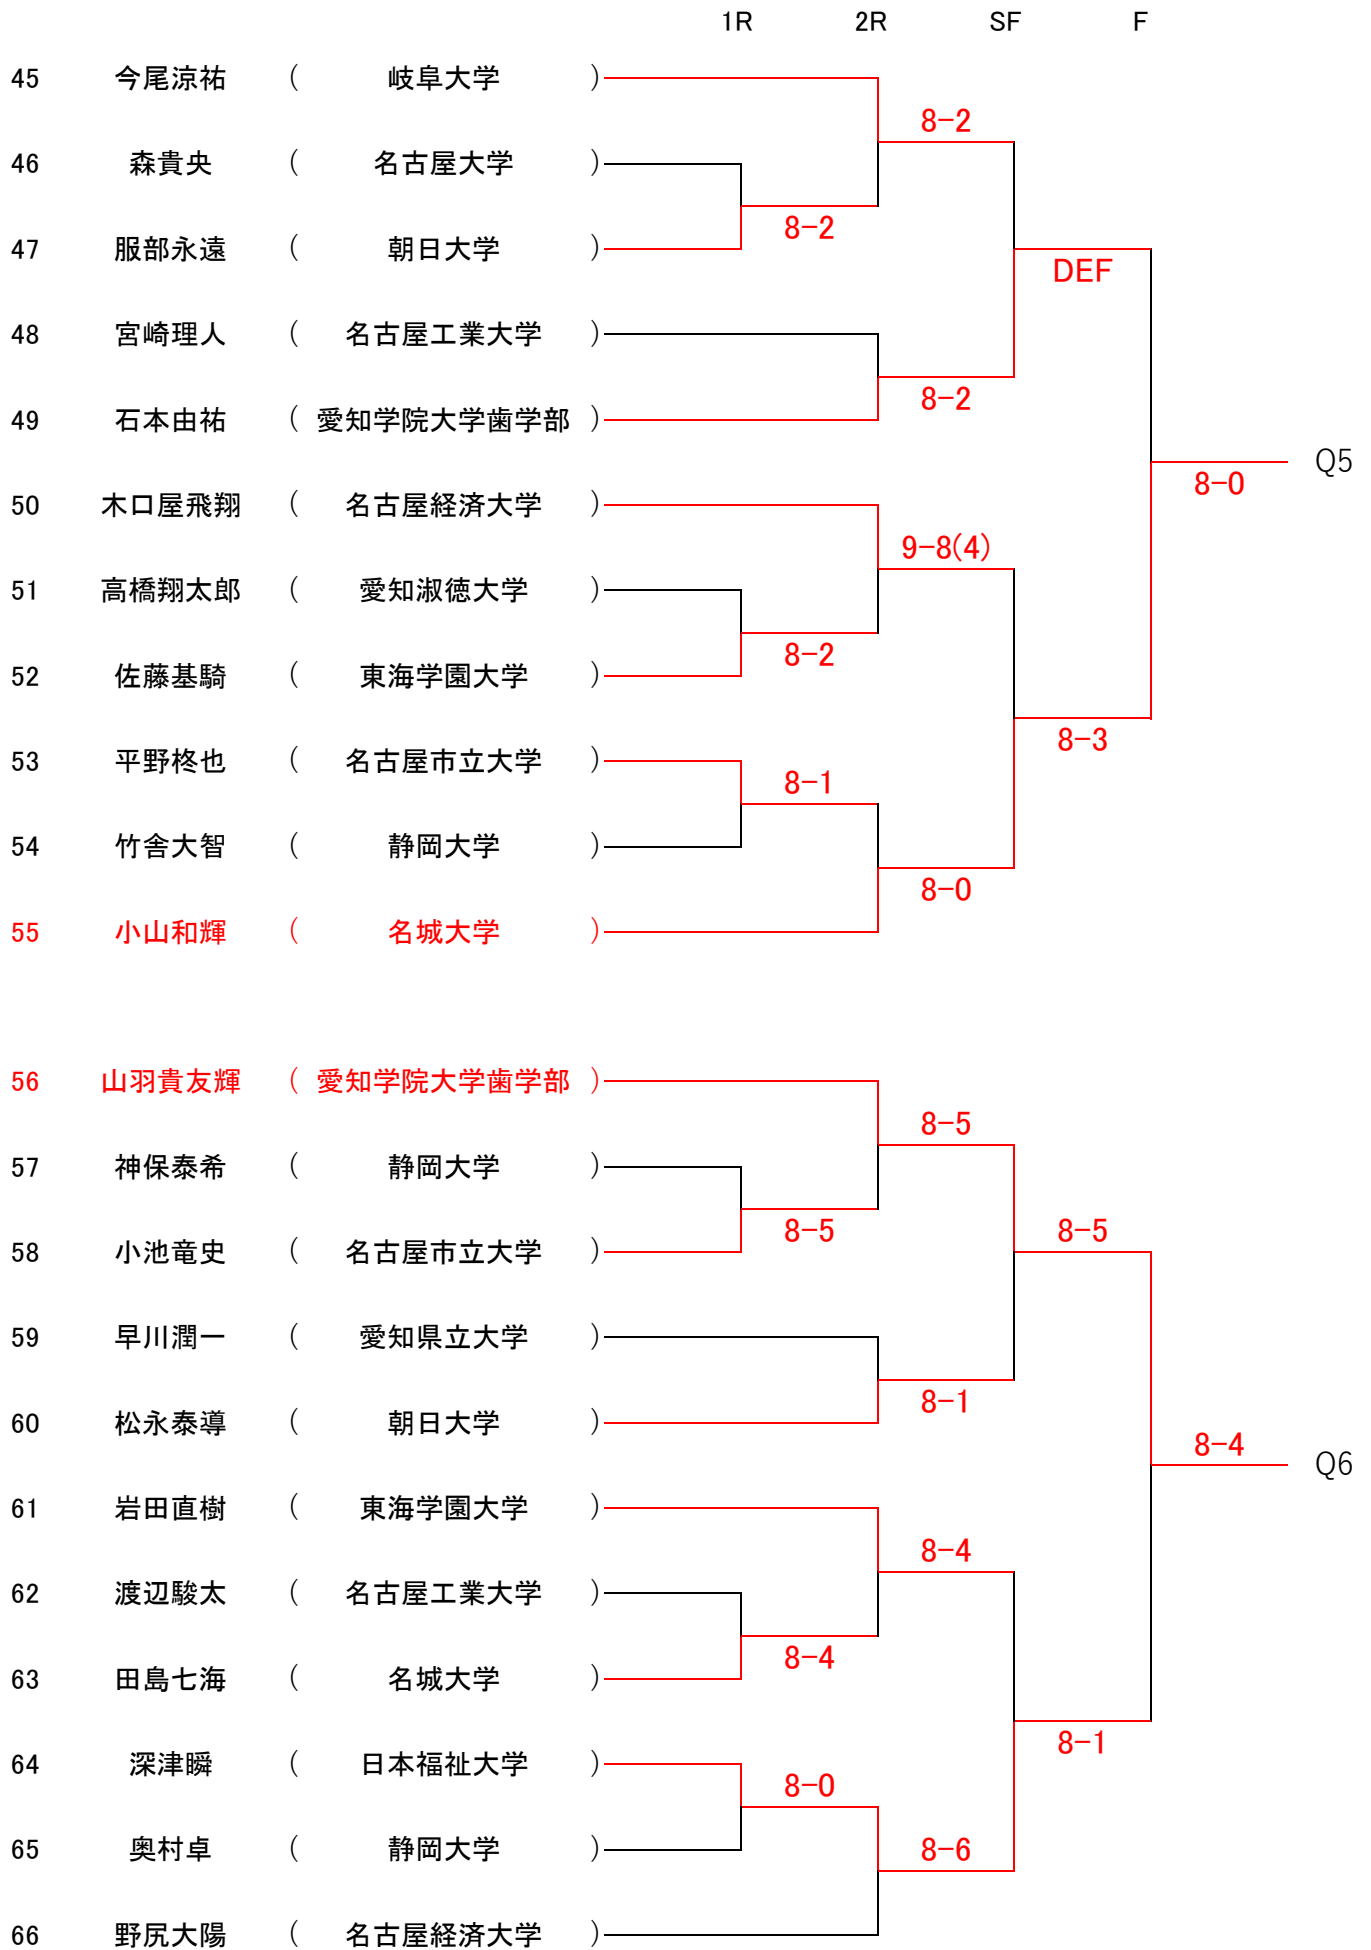 1R 2R SF F
45 今尾涼祐 ( 岐阜大学 )
8-2
46 森貴央 ( 名古屋大学 )
8-2
47 服部永遠 ( 朝日大学 )
DEF
48 宮崎理人 ( 名古屋工業大学 )
8-2
49 石本由祐 ( 愛知学院大学歯学部 )
Q5
8-0
50 木口屋飛翔 ( 名古屋経済大学 )
9-8(4)
51 高橋翔太郎 ( 愛知淑徳大学 )
8-2
52 佐藤基騎 ( 東海学園大学 )
8-3
53 平野柊也 ( 名古屋市立大学 )
8-1
54 竹舎大智 ( 静岡大学 )
8-0
55 小山和輝 ( 名城大学 )
56 山羽貴友輝 ( 愛知学院大学歯学部 )
8-5
57 神保泰希 ( 静岡大学 )
8-5 8-5
58 小池竜史 ( 名古屋市立大学 )
59 早川潤一 ( 愛知県立大学 )
8-1
60 松永泰導 ( 朝日大学 )
8-4
Q6
61 岩田直樹 ( 東海学園大学 )
8-4
62 渡辺駿太 ( 名古屋工業大学 )
8-4
63 田島七海 ( 名城大学 )
8-1
64 深津瞬 ( 日本福祉大学 )
8-0
65 奥村卓 ( 静岡大学 )
8-6
66 野尻大陽 ( 名古屋経済大学 )